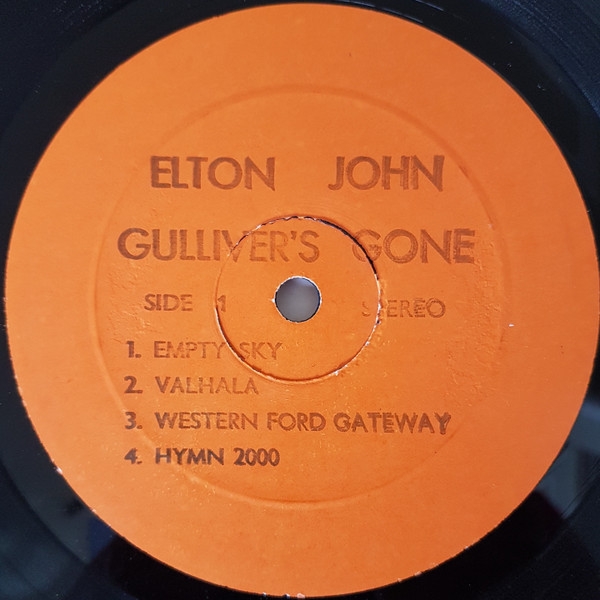 ELTON JOHN
GULLIVER'S GONE
SIDE 1 STEREO
1. EMPTY SKY
2. VALHALA
3. WESTERN FORD GATEWAY
4. HYMN 2000